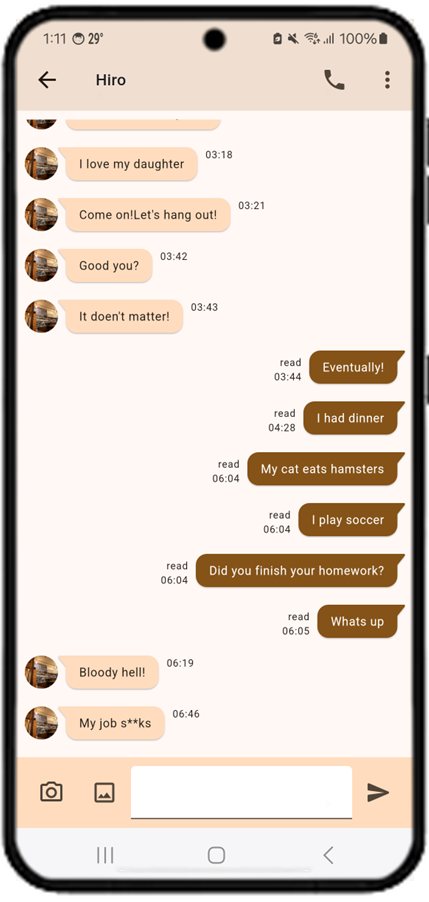 1:11 29°
100%
Hiro
I love my daughter 03:18
Come on!Let's hang out! 03:21
Good you? 03:42
It doen't matter! 03:43
read
03:44 Eventually!
read
04:28 I had dinner
read
06:04 My cat eats hamsters
read
06:04 I play soccer
read
06:04 Did you finish your homework?
read
06:05 Whats up
Bloody hell! 06:19
My job s**ks 06:46